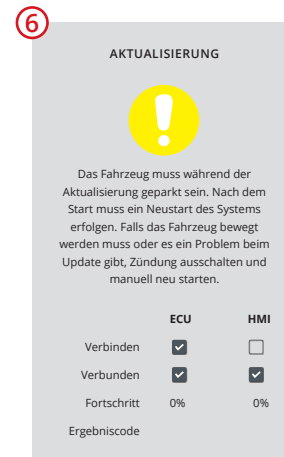 6
AKTUALISIERUNG
Das Fahrzeug muss während der
Aktualisierung geparkt sein. Nach dem
Start muss ein Neustart des Systems
erfolgen. Falls das Fahrzeug bewegt
werden muss oder es ein Problem beim
Update gibt, Zündung ausschalten und
manuell neu starten.
ECU HMI
Verbinden
Verbunden
Fortschritt 0% 0%
Ergebniscode